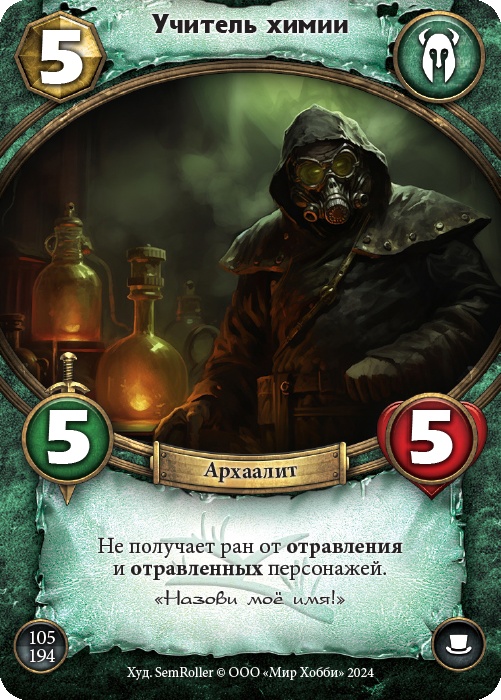 5
Учитель химии
5
5
Архаалит
Не получает ран от отравления
и отравленных персонажей.
«Назови моё имя!»
105
194
Худ. SemRoller © ООО «Мир Хобби» 2024